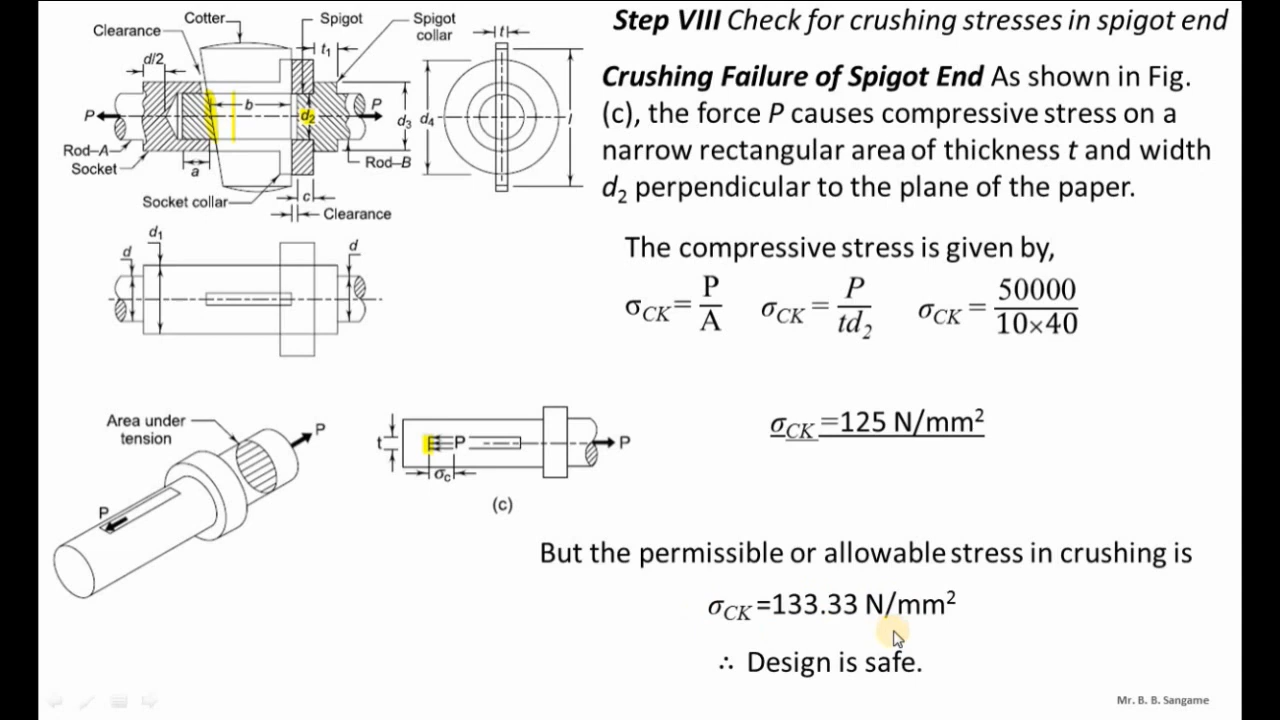 Step VIII Check for crushing stresses in spigot end
Crushing Failure of Spigot End As shown in Fig.
(c), the force P causes compressive stress on a
narrow rectangular area of thickness t and width
d2 perpendicular to the plane of the paper.
The compressive stress is given by,
σCK = P/A σCK = P/td2 σCK = 50000/10×40
σCK =125 N/mm²
But the permissible or allowable stress in crushing is
σCK =133.33 N/mm²
∴ Design is safe.
Mr. B. B. Sangame
Cotter
Spigot
Spigot
collar
Clearance
t1
t
d/2
b
P
P
d2
d3
d4
l
Rod–A
Socket
a
Rod–B
Socket collar
c
Clearance
d1
d
d
Area under
tension
P
P
t
P
P
σc
(c)